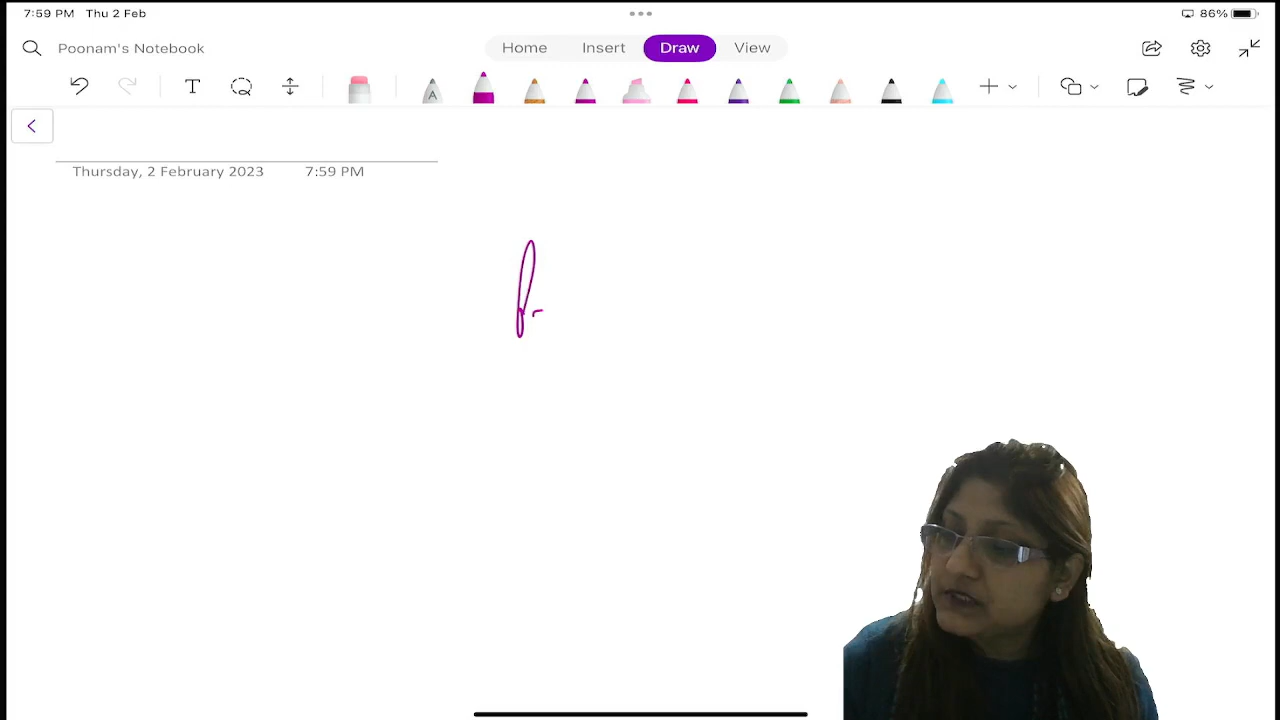 7:59 PM Thu 2 Feb
86%
Poonam's Notebook
Home Insert Draw View
T
A
Thursday, 2 February 2023 7:59 PM